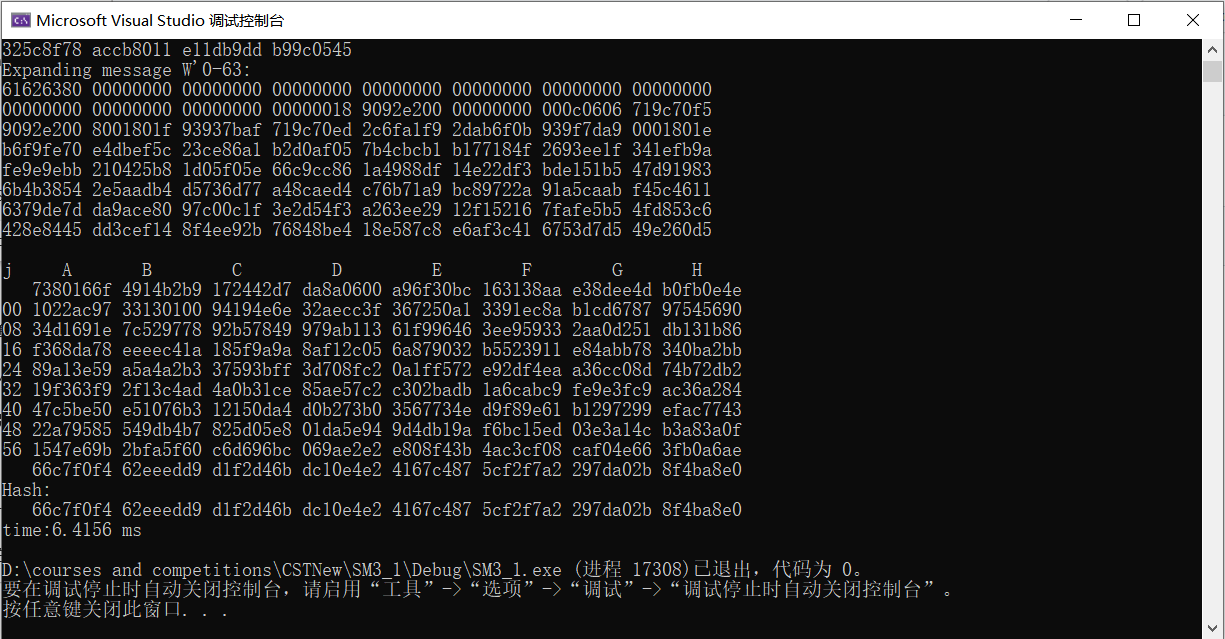 Microsoft Visual Studio 调试控制台
325c8f78 accb8011 e11db9dd b99c0545
Expanding message W'0-63:
61626380 00000000 00000000 00000000 00000000 00000000 00000000 00000000
00000000 00000000 00000000 00000018 9092e200 00000000 000c0606 719c70f5
9092e200 8001801f 93937baf 719c70ed 2c6fa1f9 2dab6f0b 939f7da9 0001801e
b6f9fe70 e4dbef5c 23ce86a1 b2d0af05 7b4cbcb1 b177184f 2693ee1f 341efb9a
fe9e9ebb 210425b8 1d05f05e 66c9cc86 1a4988df 14e22df3 bde151b5 47d91983
6b4b3854 2e5aadb4 d5736d77 a48caed4 c76b71a9 bc89722a 91a5caab f45c4611
6379de7d da9ace80 97c00c1f 3e2d54f3 a263ee29 12f15216 7fafe5b5 4fd853c6
428e8445 dd3cef14 8f4ee92b 76848be4 18e587c8 e6af3c41 6753d7d5 49e260d5
j A B C D E F G H
7380166f 4914b2b9 172442d7 da8a0600 a96f30bc 163138aa e38dee4d b0fb0e4e
00 1022ac97 33130100 94194e6e 32aecc3f 367250a1 3391ec8a b1cd6787 97545690
08 34d1691e 7c529778 92b57849 979ab113 61f99646 3ee95933 2aa0d251 db131b86
16 f368da78 eeeec41a 185f9a9a 8af12c05 6a879032 b5523911 e84abb78 340ba2bb
24 89a13e59 a5a4a2b3 37593bff 3d708fc2 0a1ff572 e92df4ea a36cc08d 74b72db2
32 19f363f9 2f13c4ad 4a0b31ce 85ae57c2 c302badb 1a6cabc9 fe9e3fc9 ac36a284
40 47c5be50 e51076b3 12150da4 d0b273b0 3567734e d9f89e61 b1297299 efac7743
48 22a79585 549db4b7 825d05e8 01da5e94 9d4db19a f6bc15ed 03e3a14c b3a83a0f
56 1547e69b 2bfa5f60 c6d696bc 069ae2e2 e808f43b 4ac3cf08 caf04e66 3fb0a6ae
66c7f0f4 62eeedd9 d1f2d46b dc10e4e2 4167c487 5cf2f7a2 297da02b 8f4ba8e0
Hash:
66c7f0f4 62eeedd9 d1f2d46b dc10e4e2 4167c487 5cf2f7a2 297da02b 8f4ba8e0
time:6.4156 ms
D:\courses and competitions\CSTNew\SM3_1\Debug\SM3_1.exe (进程 17308)已退出，代码为 0。
要在调试停止时自动关闭控制台，请启用“工具”->“选项”->“调试”->“调试停止时自动关闭控制台”。
按任意键关闭此窗口. . .